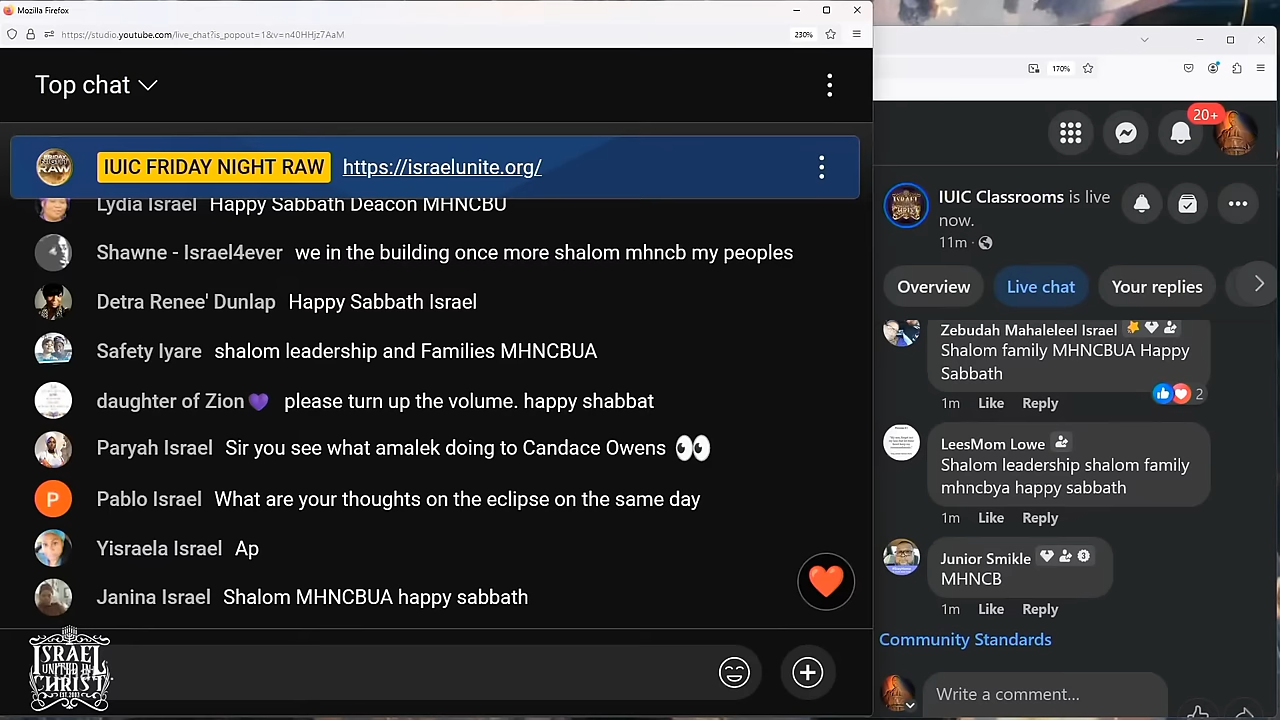 Mozilla Firefox
https://studio.youtube.com/live_chat?is_popout=1&v=n40HHjz7AaM
230%
Top chat
IUIC FRIDAY NIGHT RAW https://israelunite.org/
Lydia Israel Happy Sabbath Deacon MHNCBU
Shawne - Israel4ever we in the building once more shalom mhncb my peoples
Detra Renee' Dunlap Happy Sabbath Israel
Safety Iyare shalom leadership and Families MHNCBUA
daughter of Zion💜 please turn up the volume. happy shabbat
Paryah Israel Sir you see what amalek doing to Candace Owens 👀
P Pablo Israel What are your thoughts on the eclipse on the same day
Yisraela Israel Ap
Janina Israel Shalom MHNCBUA happy sabbath
ISRAEL
UNITED IN
CHRIST
EST. 2003
170%
20+
IUIC Classrooms is live
now.
11m
Overview Live chat Your replies
Zebudah Mahaleleel Israel
Shalom family MHNCBUA Happy
Sabbath
2
1m Like Reply
LeesMom Lowe
Shalom leadership shalom family
mhncbya happy sabbath
1m Like Reply
Junior Smikle
MHNCB
1m Like Reply
Community Standards
Write a comment...